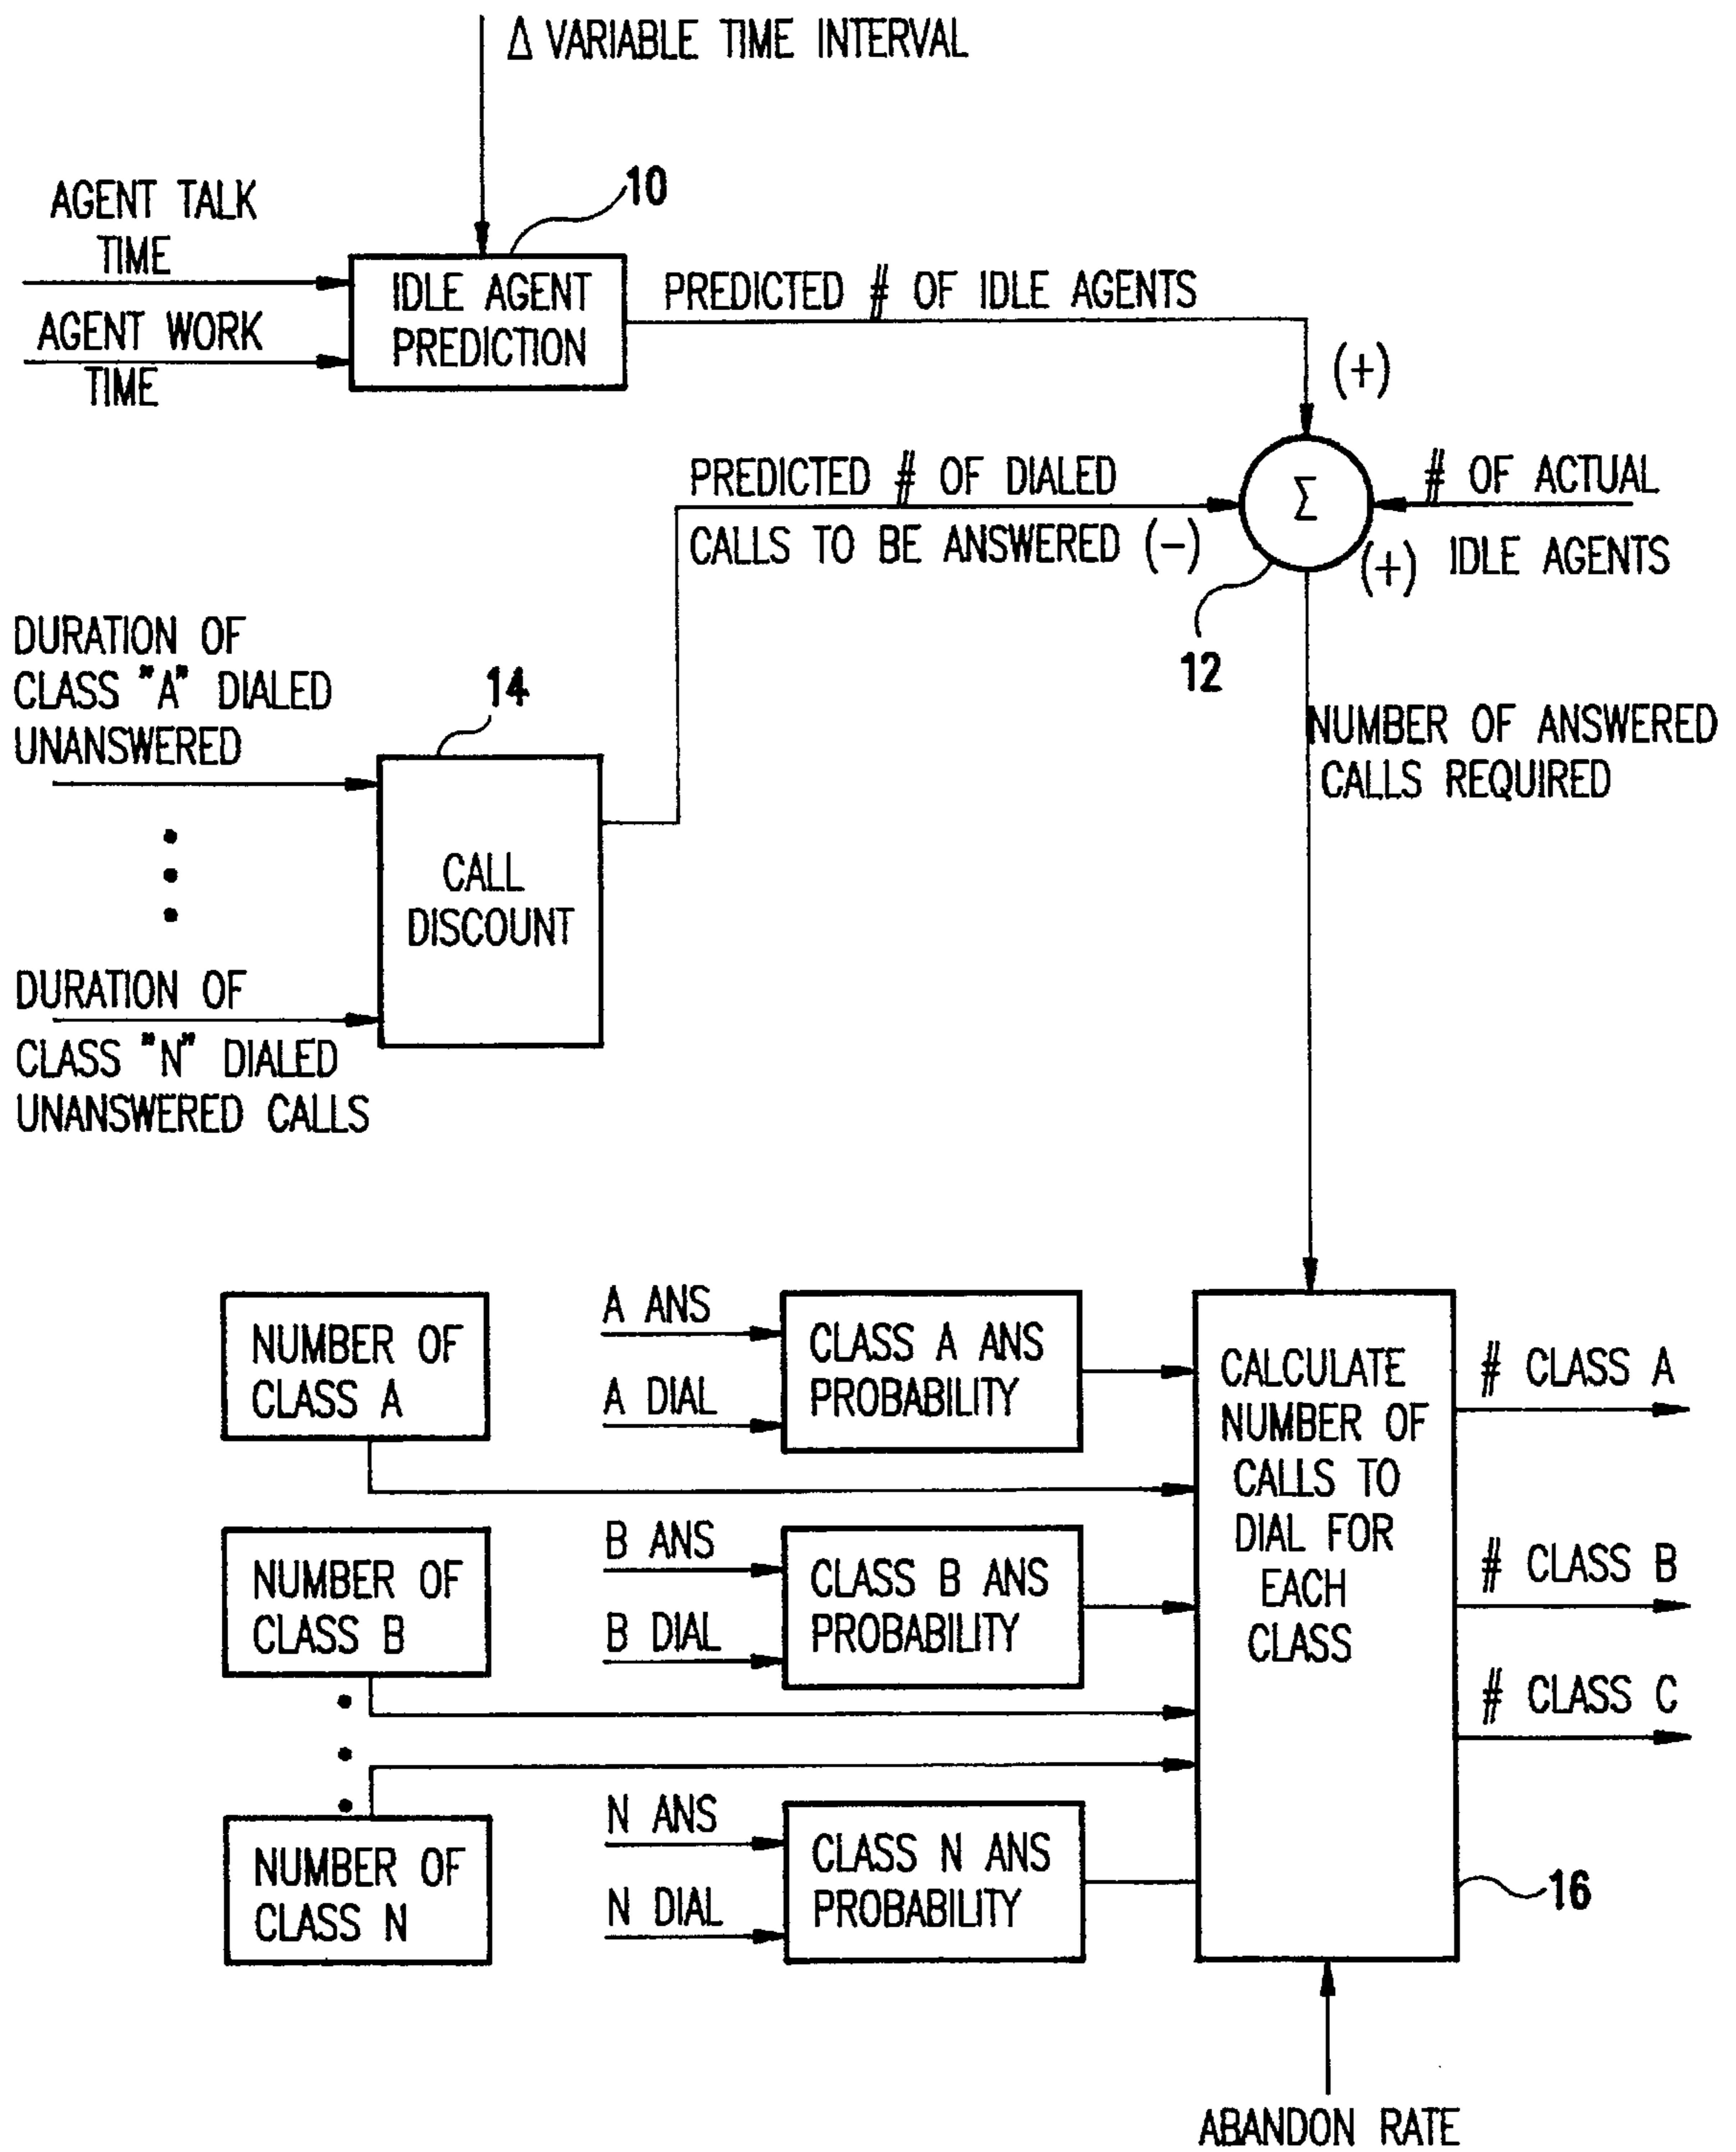 Δ VARIABLE TIME INTERVAL
10
AGENT TALK
TIME
AGENT WORK
TIME
IDLE AGENT
PREDICTION
PREDICTED # OF IDLE AGENTS
(+)
PREDICTED # OF DIALED
CALLS TO BE ANSWERED (-)
Σ
# OF ACTUAL
(+) IDLE AGENTS
12
DURATION OF
CLASS "A" DIALED
UNANSWERED
14
CALL
DISCOUNT
DURATION OF
CLASS "N" DIALED
UNANSWERED CALLS
NUMBER OF ANSWERED
CALLS REQUIRED
NUMBER OF
CLASS A
A ANS
A DIAL
CLASS A ANS
PROBABILITY
NUMBER OF
CLASS B
B ANS
B DIAL
CLASS B ANS
PROBABILITY
NUMBER OF
CLASS N
N ANS
N DIAL
CLASS N ANS
PROBABILITY
CALCULATE
NUMBER OF
CALLS TO
DIAL FOR
EACH
CLASS
# CLASS A
# CLASS B
# CLASS C
16
ABANDON RATE